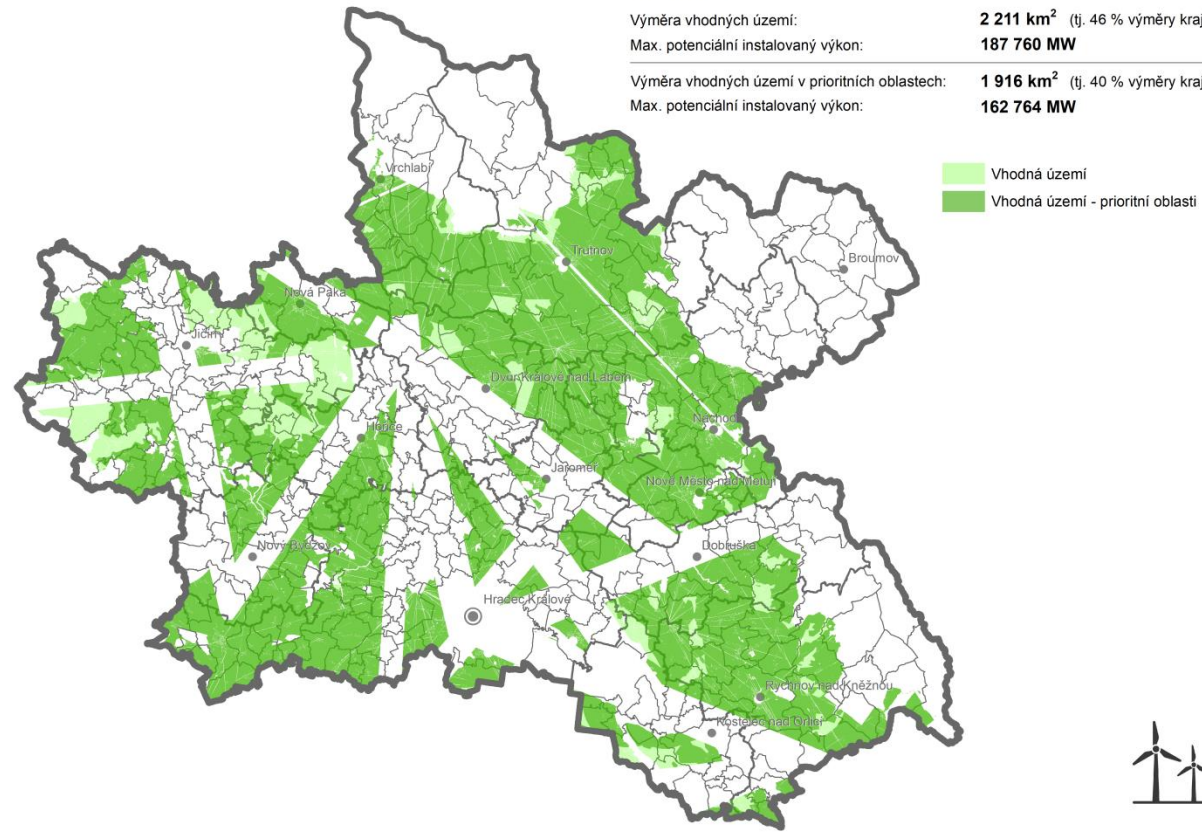 Výměra vhodných území: 2 211 km² (tj. 46 % výměry kraj
Max. potenciální instalovaný výkon: 187 760 MW
Výměra vhodných území v prioritních oblastech: 1 916 km² (tj. 40 % výměry kraj
Max. potenciální instalovaný výkon: 162 764 MW
Vhodná území
Vhodná území - prioritní oblasti
Vrchlabí
Trutnov
Broumov
Nová Paka
Jičín
Dvůr Králové nad Labem
Náchod
Hořice
Jaroměř
Nové Město nad Metují
Nový Bydžov
Dobruška
Hradec Králové
Rychnov nad Kněžnou
Kostelec nad Orlicí